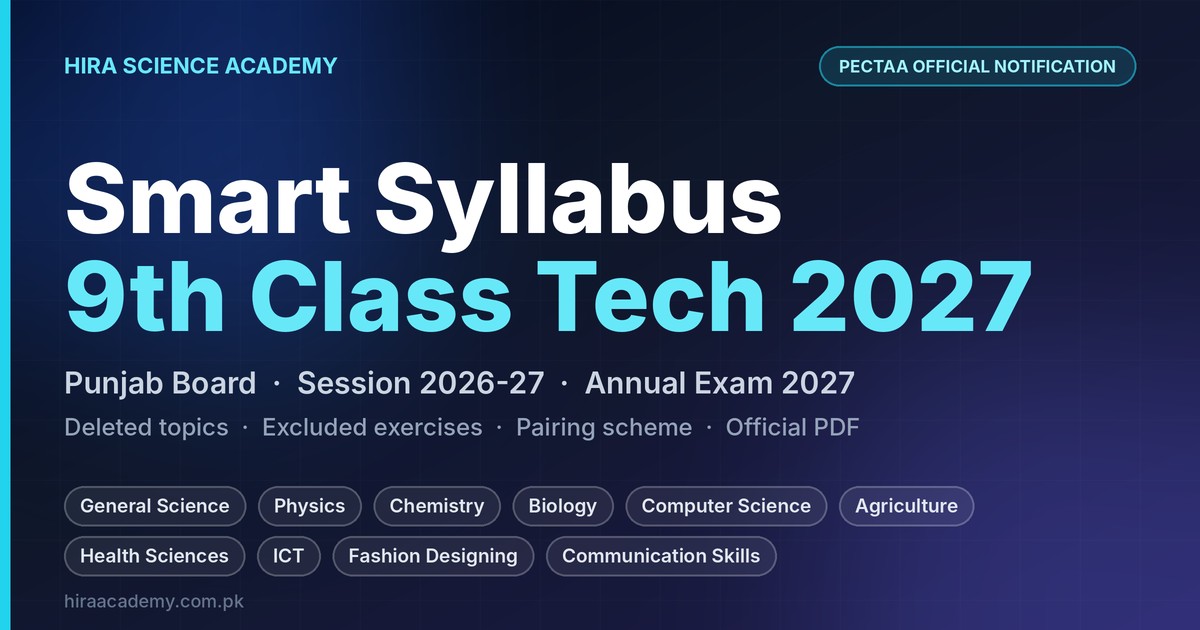 HIRA SCIENCE ACADEMY
PECTAA OFFICIAL NOTIFICATION
Smart Syllabus
9th Class Tech 2027
Punjab Board · Session 2026-27 · Annual Exam 2027
Deleted topics · Excluded exercises · Pairing scheme · Official PDF
General Science Physics Chemistry Biology Computer Science Agriculture
Health Sciences ICT Fashion Designing Communication Skills
hiraacademy.com.pk